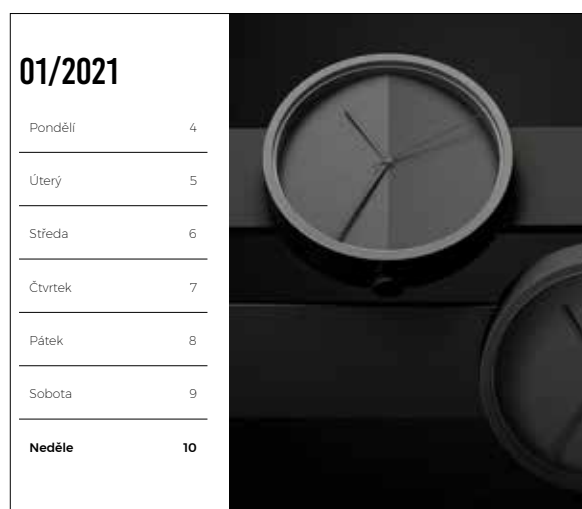 01/2021
Pondělí 4
Úterý 5
Středa 6
Čtvrtek 7
Pátek 8
Sobota 9
Neděle 10